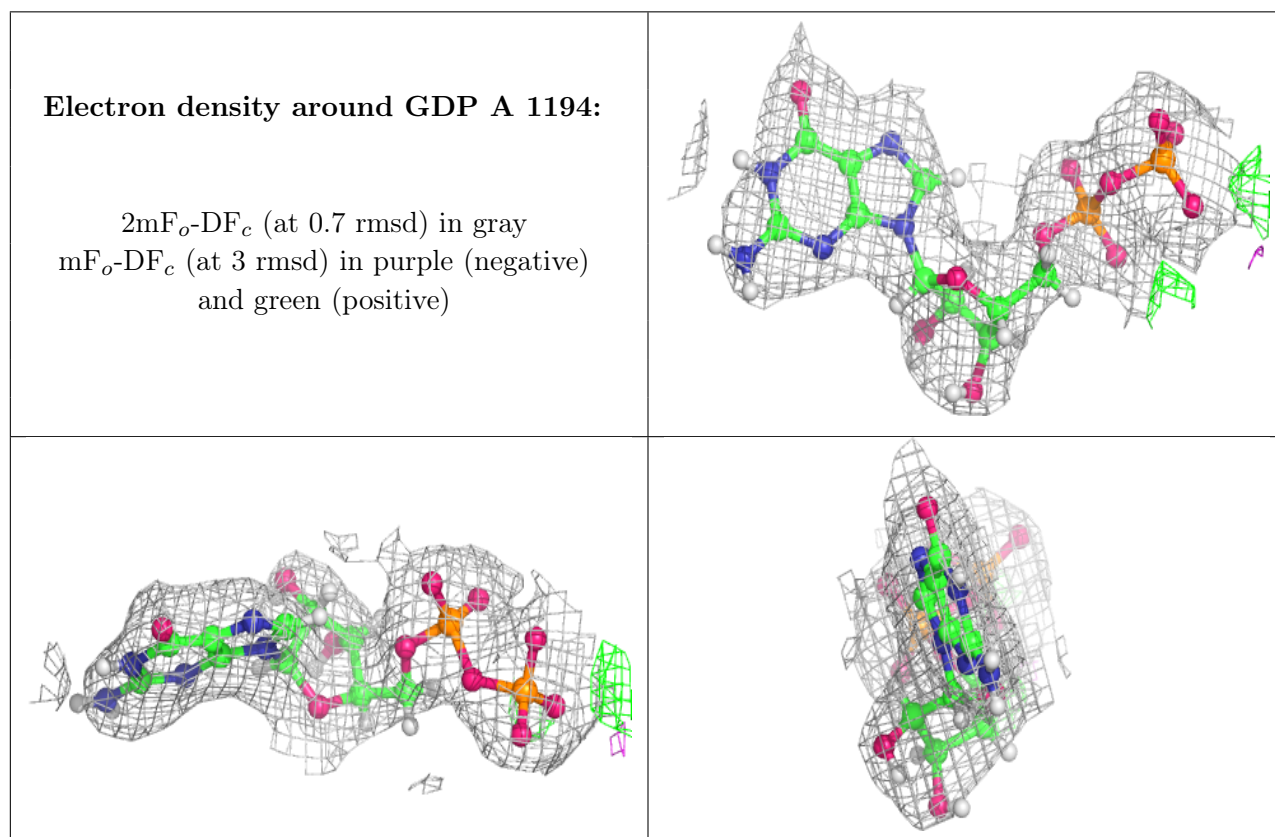 Electron density around GDP A 1194:
2mFo-DFc (at 0.7 rmsd) in gray
mFo-DFc (at 3 rmsd) in purple (negative)
and green (positive)